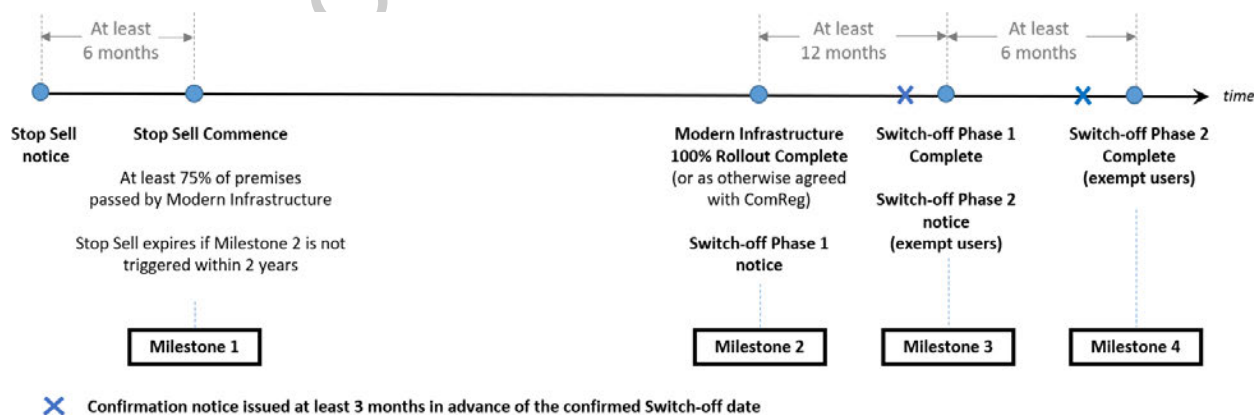 At least
6 months
At least
12 months
At least
6 months
time
Stop Sell
notice
Stop Sell Commence
At least 75% of premises
passed by Modern Infrastructure
Stop Sell expires if Milestone 2 is not
triggered within 2 years
Modern Infrastructure
100% Rollout Complete
(or as otherwise agreed
with ComReg)
Switch-off Phase 1
notice
Switch-off Phase 1
Complete
Switch-off Phase 2
notice
(exempt users)
Switch-off Phase 2
Complete
(exempt users)
Milestone 1
Milestone 2
Milestone 3
Milestone 4
Confirmation notice issued at least 3 months in advance of the confirmed Switch-off date